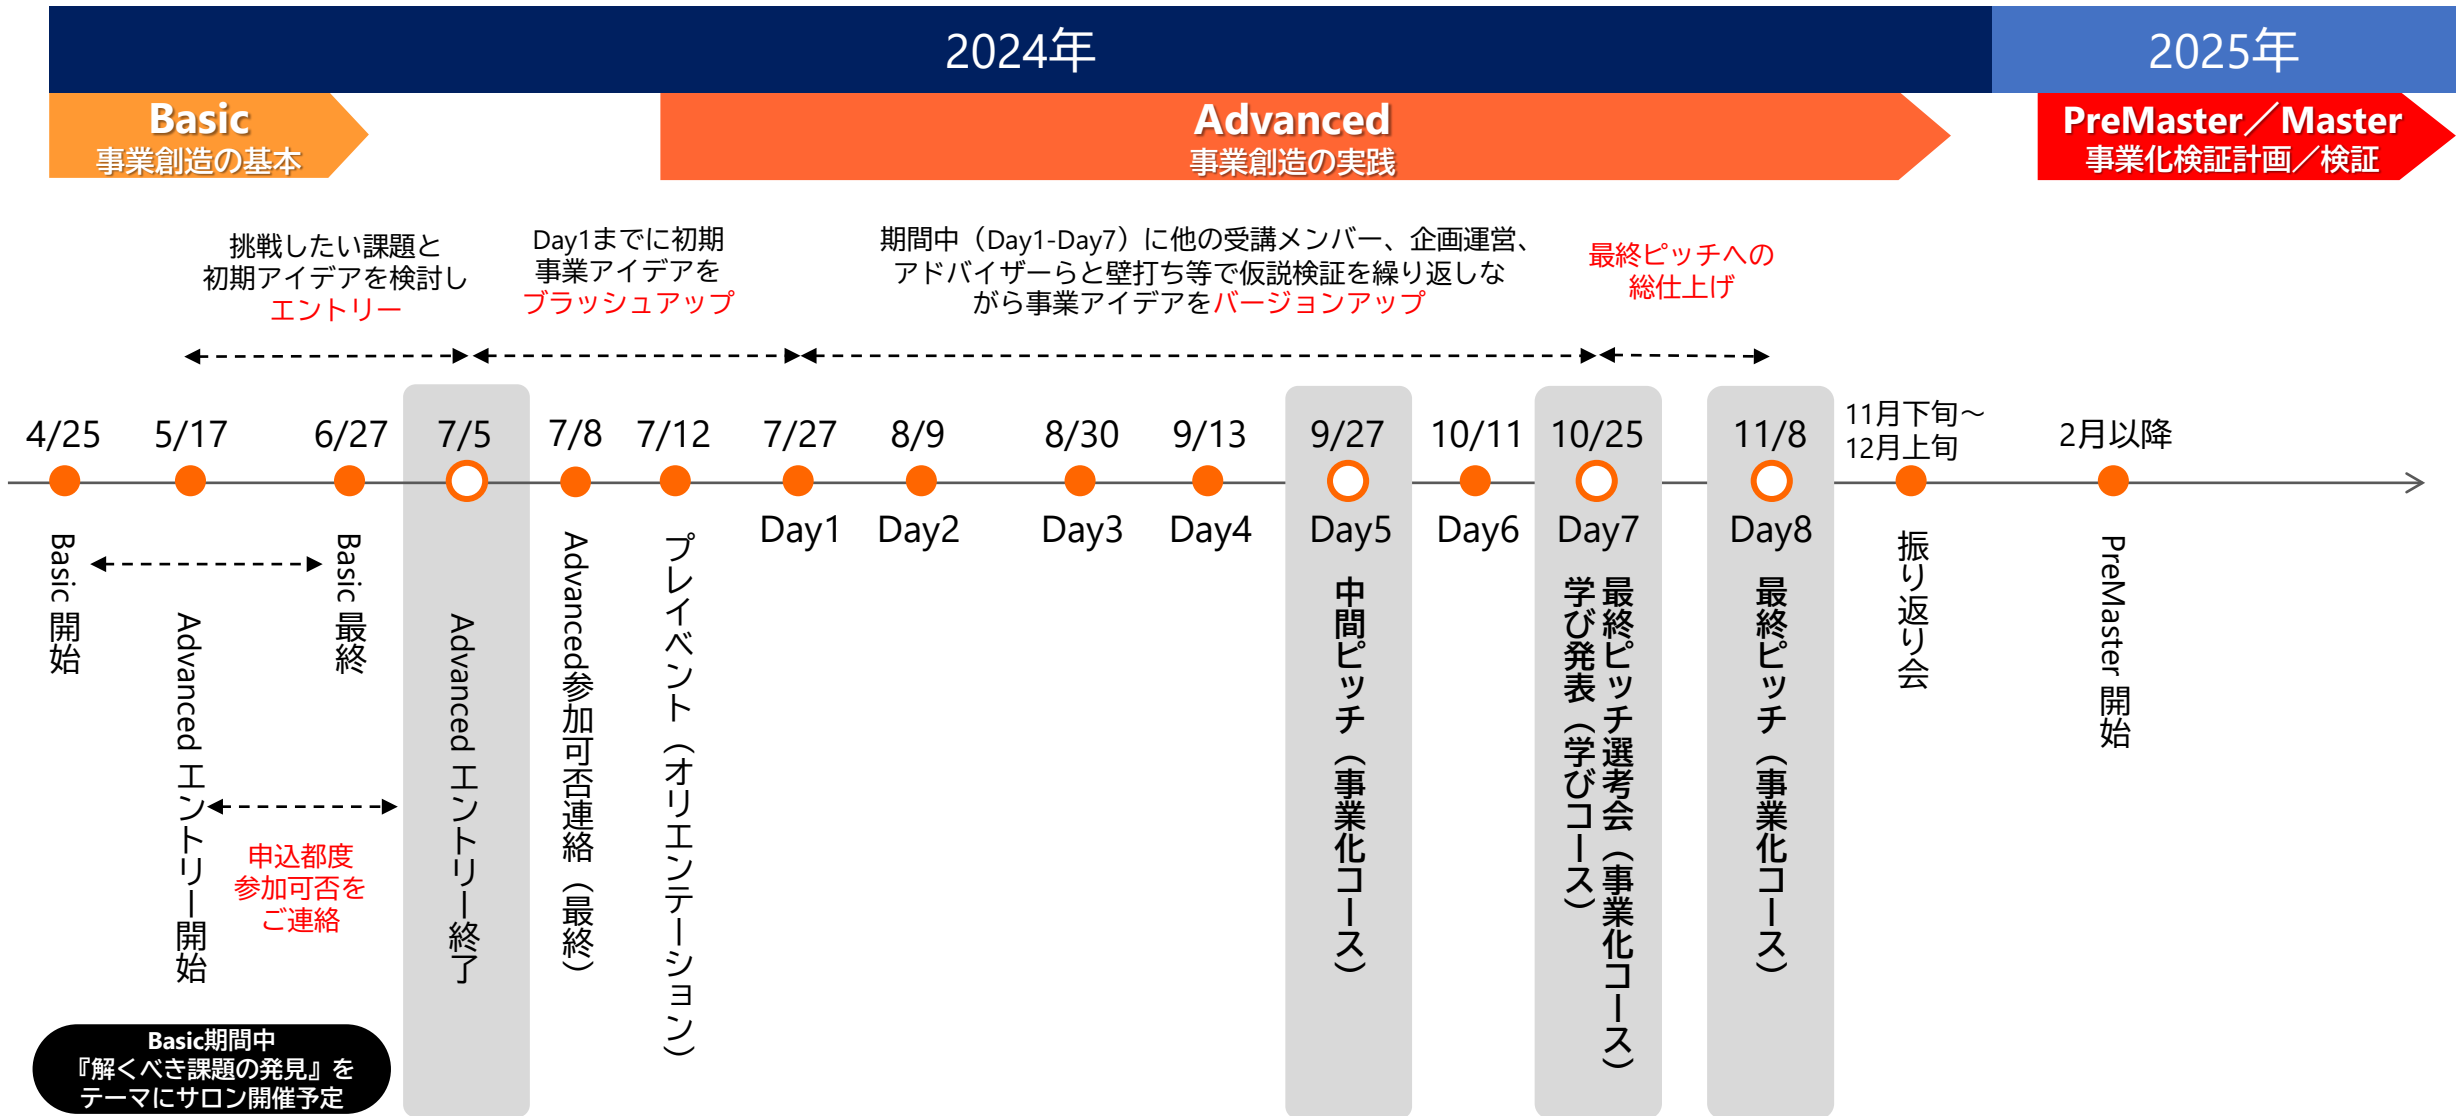 2024年
2025年
Basic
事業創造の基本
Advanced
事業創造の実践
PreMaster／Master
事業化検証計画／検証
挑戦したい課題と
初期アイデアを検討し
エントリー
Day1までに初期
事業アイデアを
ブラッシュアップ
期間中（Day1-Day7）に他の受講メンバー、企画運営、
アドバイザーらと壁打ち等で仮説検証を繰り返しな
がら事業アイデアをバージョンアップ
最終ピッチへの
総仕上げ
4/25
5/17
6/27
7/5
7/8
7/12
7/27
8/9
8/30
9/13
9/27
10/11
10/25
11/8
11月下旬～
12月上旬
2月以降
Day1
Day2
Day3
Day4
Day5
Day6
Day7
Day8
Basic 開始
Advanced エントリー開始
Basic 最終
Advanced エントリー終了
Advanced参加可否連絡（最終）
プレイベント（オリエンテーション）
中間ピッチ（事業化コース）
最終ピッチ選考会（事業化コース）
学び発表（学びコース）
最終ピッチ（事業化コース）
振り返り会
PreMaster 開始
申込都度
参加可否を
ご連絡
Basic期間中
『解くべき課題の発見』を
テーマにサロン開催予定